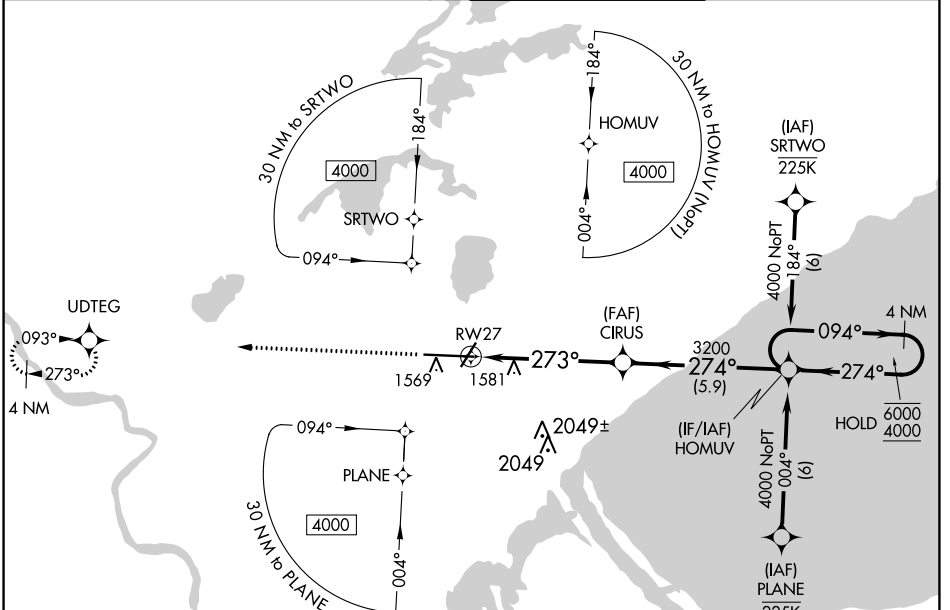 30 NM to SRTWO
184°
4000
SRTWO
094°
184°
HOMUV
30 NM to HOMUV (NoPT)
4000
004°
(IAF)
SRTWO
225K
4000 NoPT
184°
(6)
UDTEG
093°
273°
4 NM
RW27
1569
1581
273°
(FAF)
CIRUS
3200
274°
(5.9)
094°
4 NM
274°
HOLD
6000
4000
(IF/IAF)
HOMUV
2049±
2049
094°
PLANE
4000
30 NM to PLANE
004°
4000 NoPT
004°
(6)
(IAF)
PLANE
225K